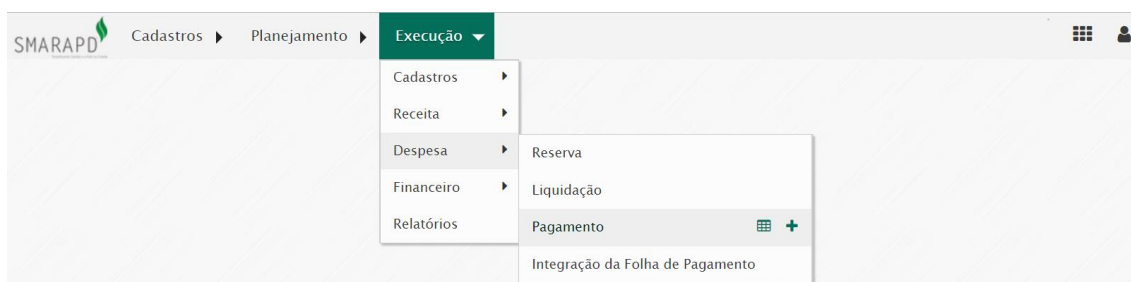 SMARAPD Cadastros Planejamento Execução
Cadastros
Receita
Despesa
Financeiro
Relatórios
Reserva
Liquidação
Pagamento
Integração da Folha de Pagamento